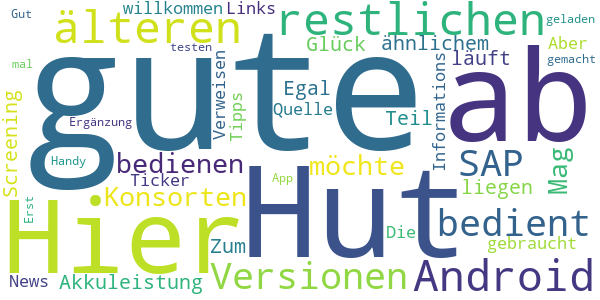 Gut
willkommen Links
älteren
restlichen
geladen
testen
Glück
ähnlichem
Aber
mal
gute
Verweisen
läuft
gemacht
Informations
ab
Screening
Tipps
Egal
Quelle
Teil
Ergänzung
Handy
bedienen
möchte
SAP
Mag
Ticker
App
liegen
Hier
Hut
Konsorten
Erst
bedient
Die
Zum
gebraucht
News
Akkuleistung
Versionen
Android